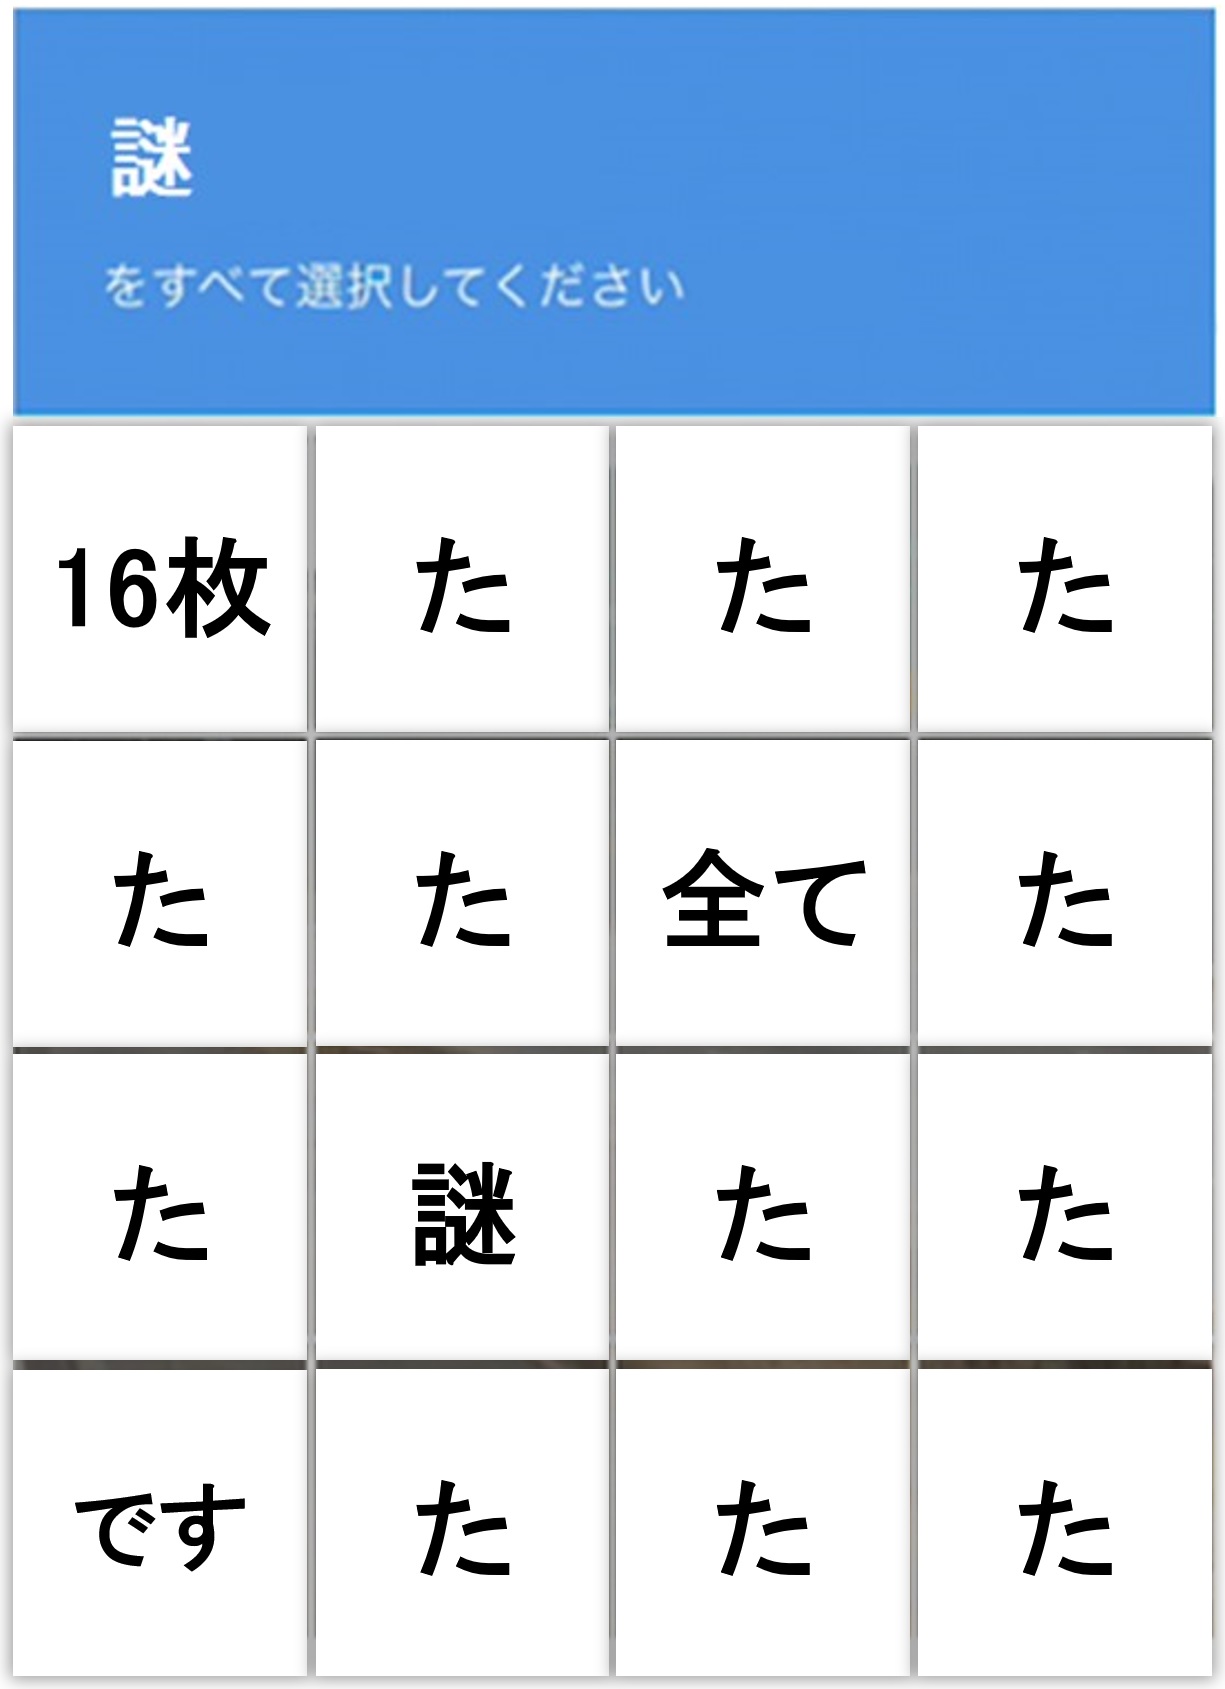 謎
をすべて選択してください
16枚 た た た
た た 全て た
た 謎 た た
です た た た